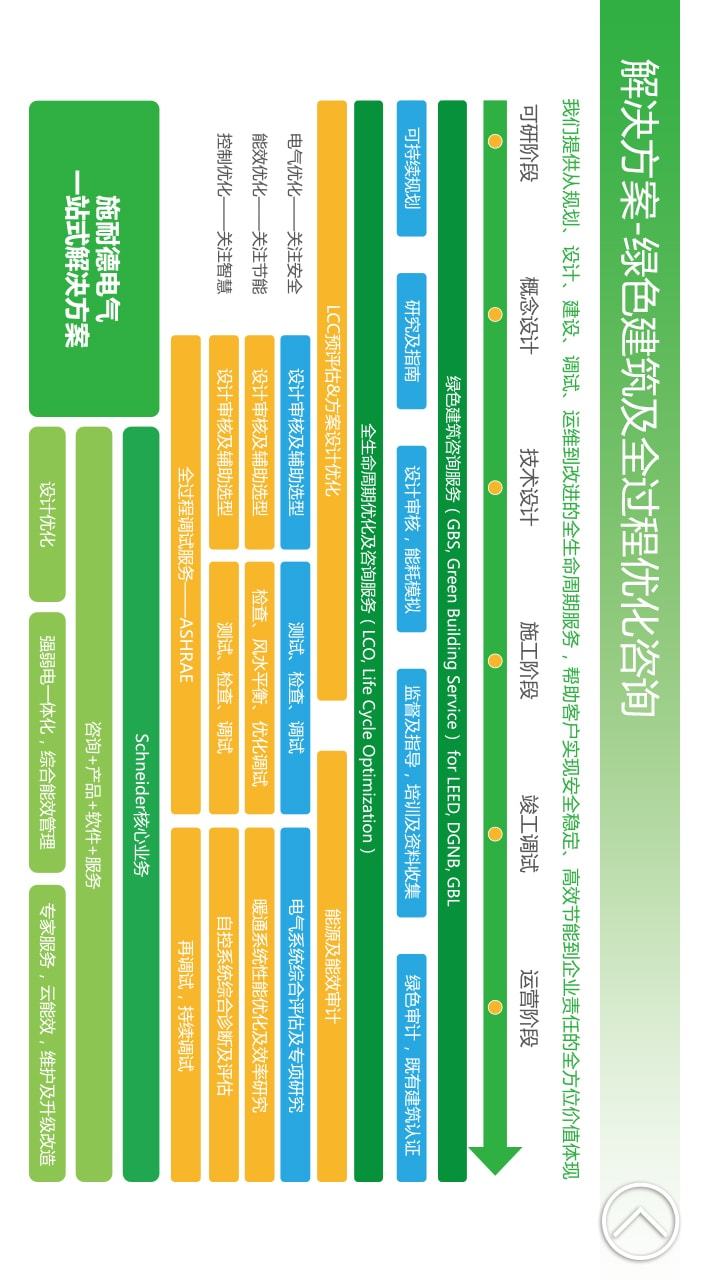 解决方案-绿色建筑及全过程优化咨询
我们提供从规划、设计、建设、调试、运维到改进的全生命周期服务，帮助客户实现安全稳定、高效节能到企业责任的全方位价值体现
可研阶段
概念设计
技术设计
施工阶段
竣工调试
运营阶段
绿色建筑咨询服务（GBS, Green Building Service）for LEED, DGNB, GBL
可持续规划
研究及指南
设计审核，能耗模拟
监督及指导，培训及资料收集
绿色审计，既有建筑认证
全生命周期优化及咨询服务（LCO, Life Cycle Optimization）
LCC预评估&方案设计优化
能源及能效审计
电气优化——关注安全
设计审核及辅助选型
测试、检查、调试
电气系统综合评估及专项研究
能效优化——关注节能
设计审核及辅助选型
检查、风水平衡、优化调试
暖通系统性能优化及效率研究
控制优化——关注智慧
设计审核及辅助选型
测试、检查、调试
自控系统综合诊断及评估
全过程调试服务——ASHRAE
再调试，持续调试
施耐德电气
一站式解决方案
Schneider核心业务
咨询+产品+软件+服务
设计优化
强弱电一体化，综合能效管理
专家服务，云能效，维护及升级改造